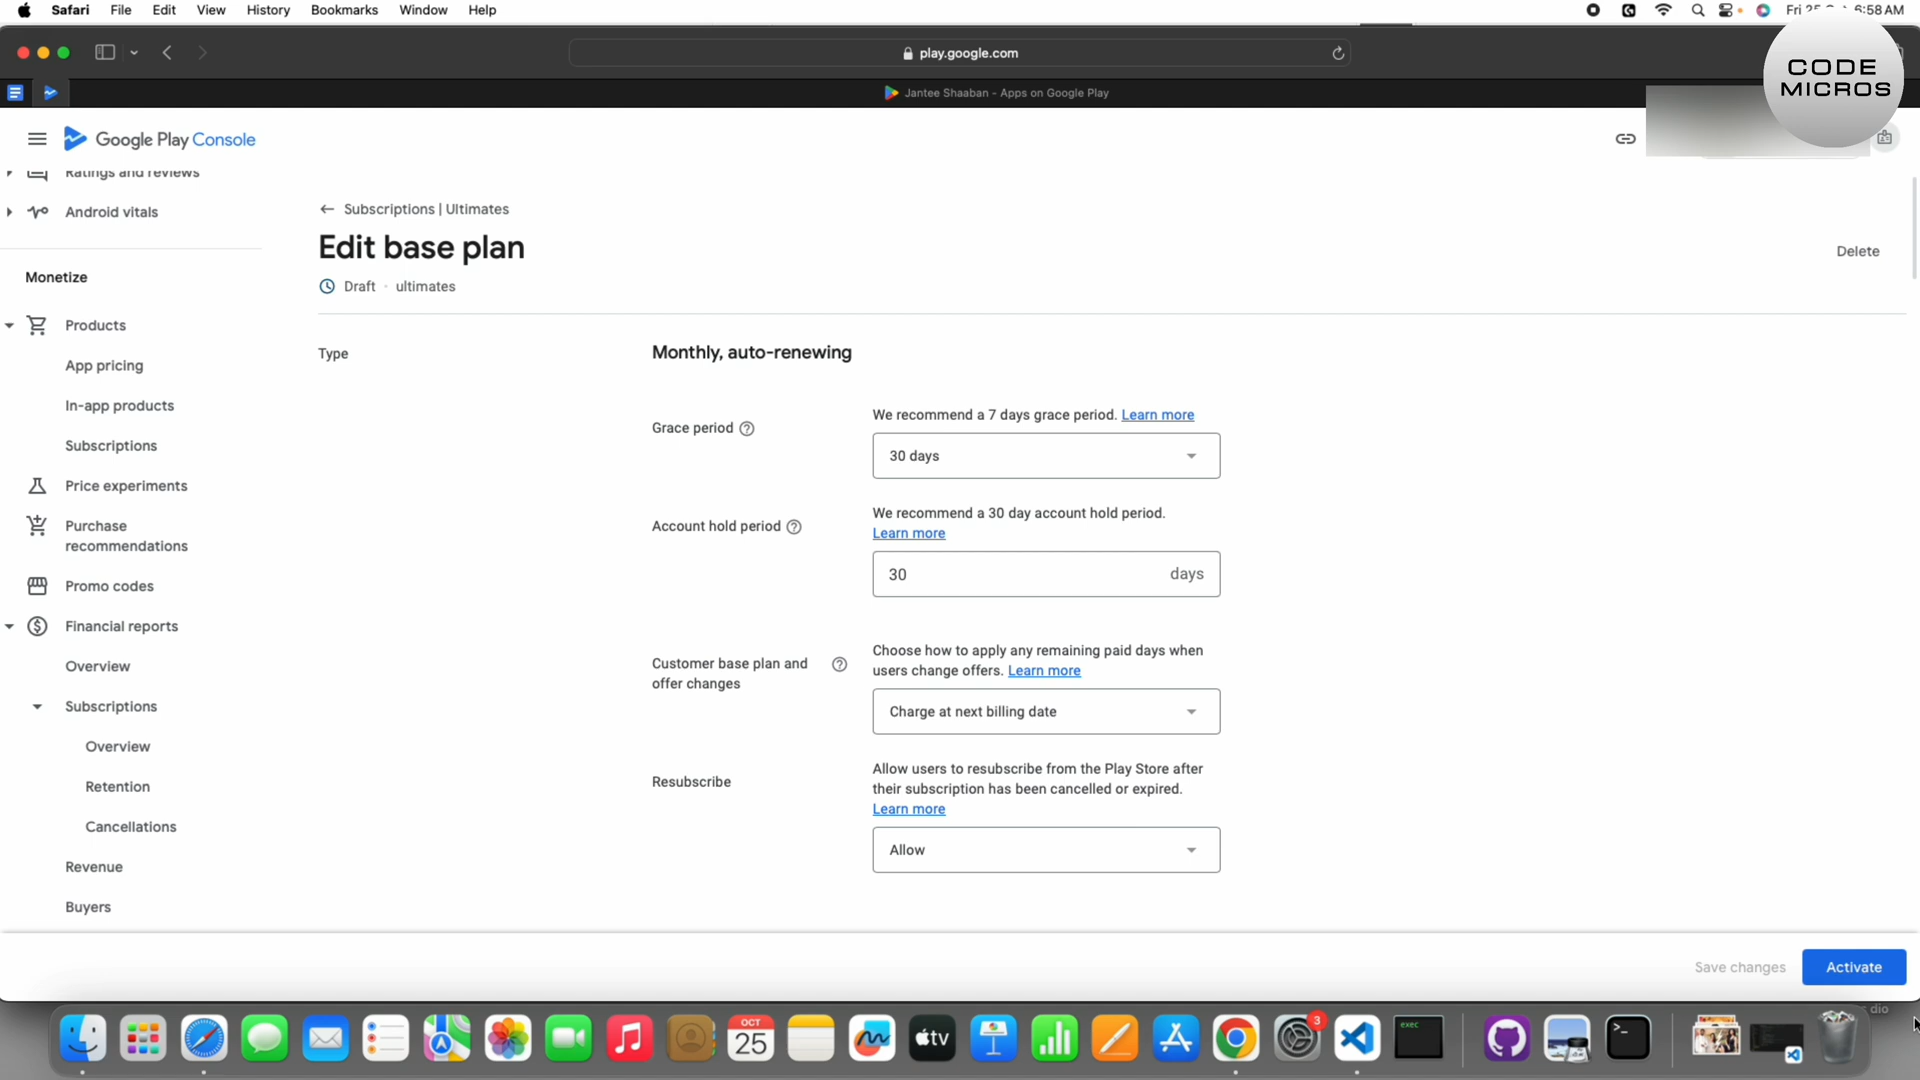 Safari File Edit View History Bookmarks Window Help
6:58 AM
play.google.com
Jantee Shaaban - Apps on Google Play
CODE
MICROS
Google Play Console
Ratings and reviews
Android vitals
Monetize
Products
App pricing
In-app products
Subscriptions
Price experiments
Purchase
recommendations
Promo codes
Financial reports
Overview
Subscriptions
Overview
Retention
Cancellations
Revenue
Buyers
Subscriptions | Ultimates
Edit base plan
Delete
Draft · ultimates
Type
Monthly, auto-renewing
Grace period
We recommend a 7 days grace period. Learn more
30 days
Account hold period
We recommend a 30 day account hold period.
Learn more
30 days
Customer base plan and
offer changes
Choose how to apply any remaining paid days when
users change offers. Learn more
Charge at next billing date
Resubscribe
Allow users to resubscribe from the Play Store after
their subscription has been cancelled or expired.
Learn more
Allow
Save changes
Activate
dio
OCT
25
tv
exec
3